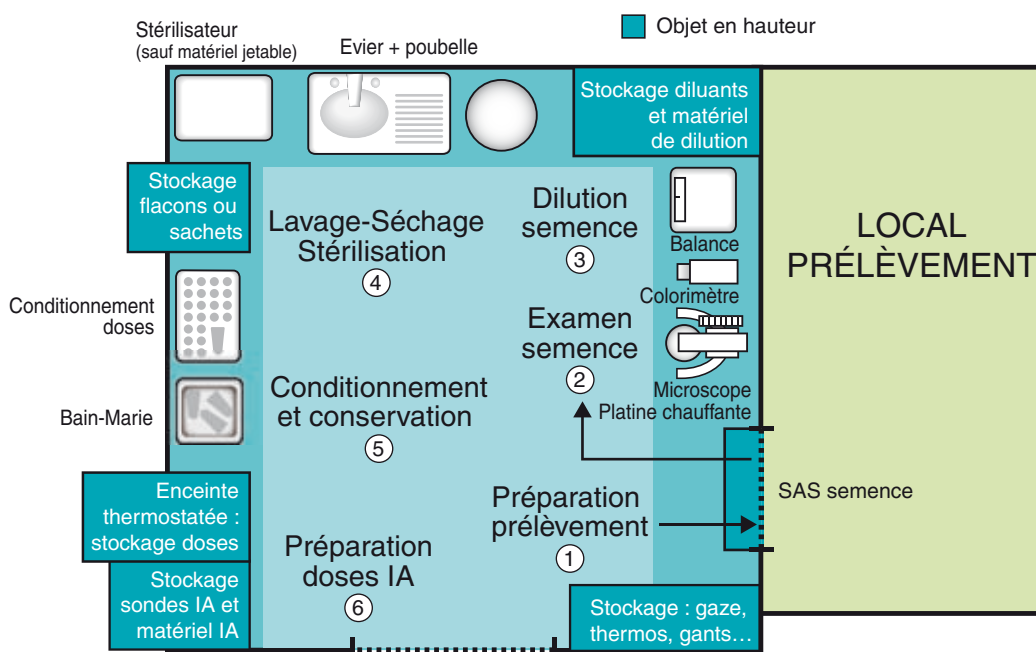 Stérilisateur
(sauf matériel jetable)
Evier + poubelle
Objet en hauteur
Stockage diluants
et matériel
de dilution
Stockage
flacons ou
sachets
Lavage-Séchage
Stérilisation
4
Dilution
semence
3
Balance
Colorimètre
LOCAL
PRÉLÈVEMENT
Conditionnement
doses
Examen
semence
2
Microscope
Platine chauffante
Bain-Marie
Conditionnement
et conservation
5
SAS semence
Enceinte
thermostatée :
stockage doses
Préparation
prélèvement
1
Préparation
doses IA
6
Stockage
sondes IA et
matériel IA
Stockage : gaze,
thermos, gants…